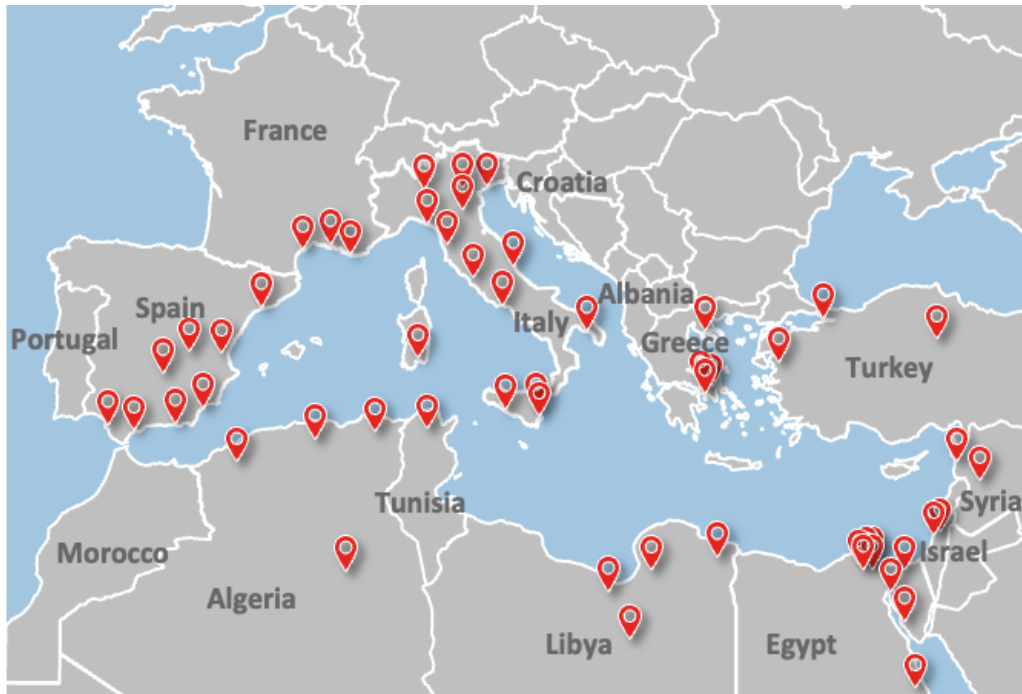 France
Croatia
Spain
Albania
Portugal
Italy
Greece
Turkey
Tunisia
Syria
Morocco
Israel
Algeria
Libya
Egypt